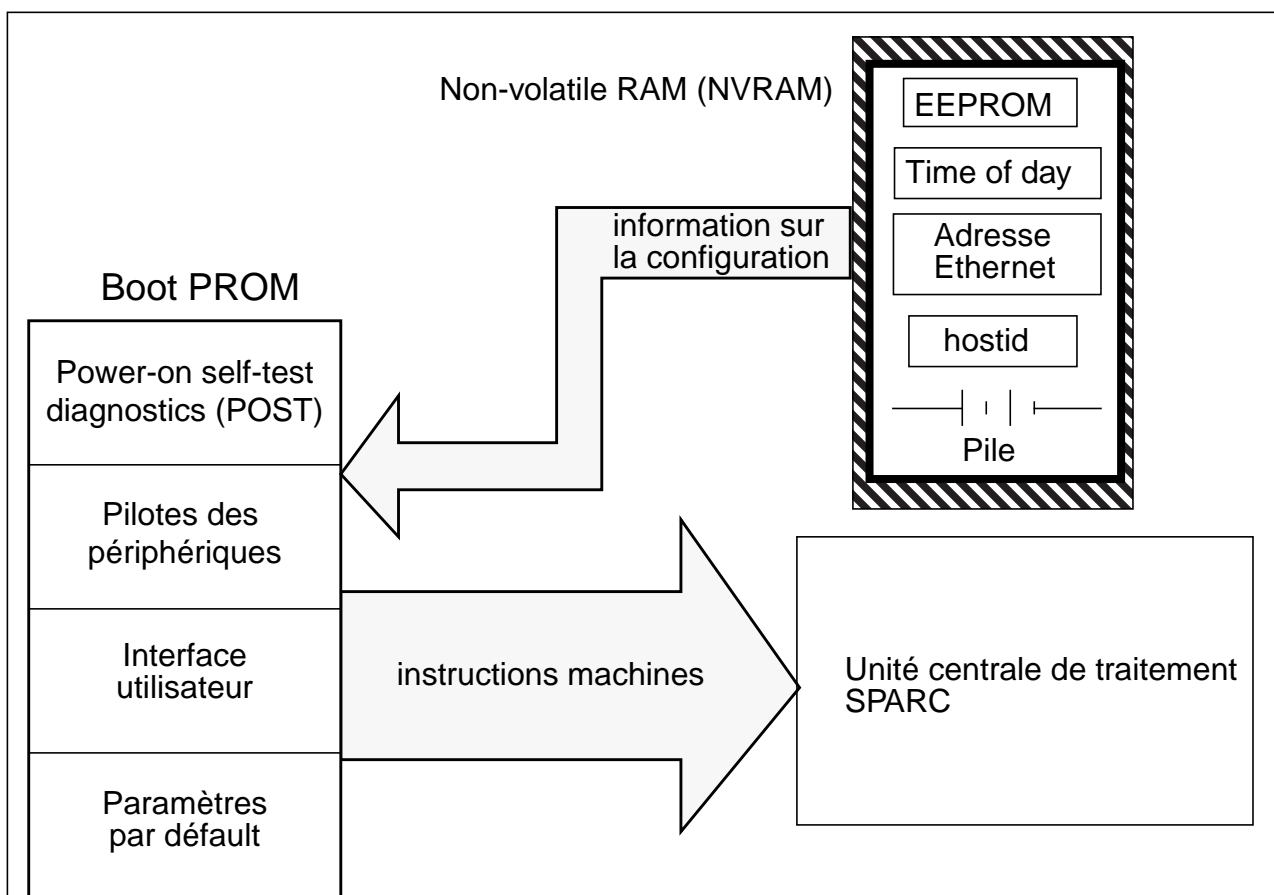 Non-volatile RAM (NVRAM)
EEPROM
Time of day
Adresse
Ethernet
hostid
Pile
information sur
la configuration
Boot PROM
Power-on self-test
diagnostics (POST)
Pilotes des
périphériques
Interface
utilisateur
Paramètres
par défault
instructions machines
Unité centrale de traitement
SPARC